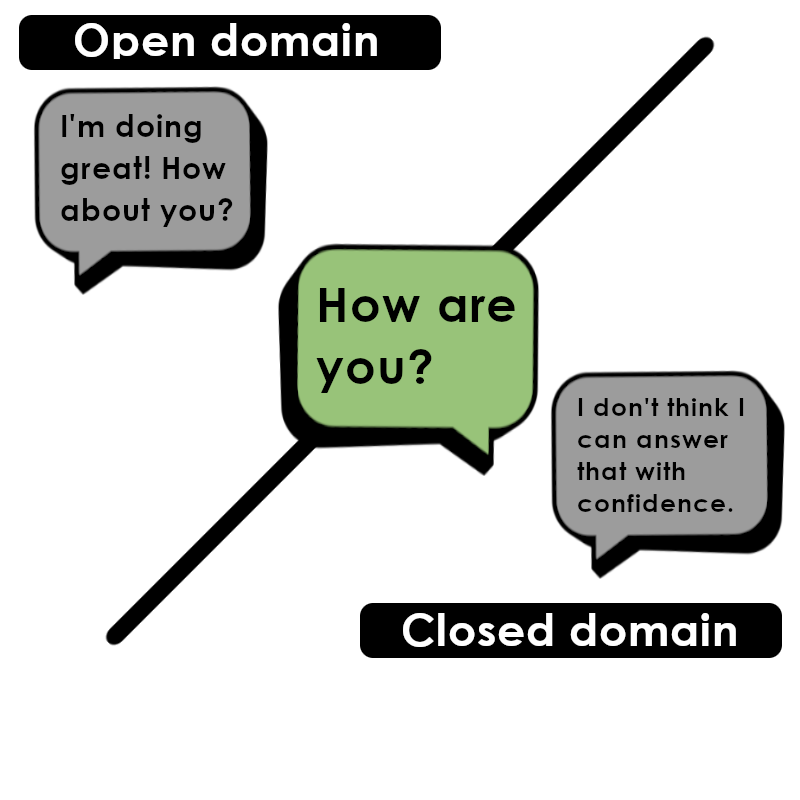 Open domain
I'm doing
great! How
about you?
How are
you?
I don't think I
can answer
that with
confidence.
Closed domain